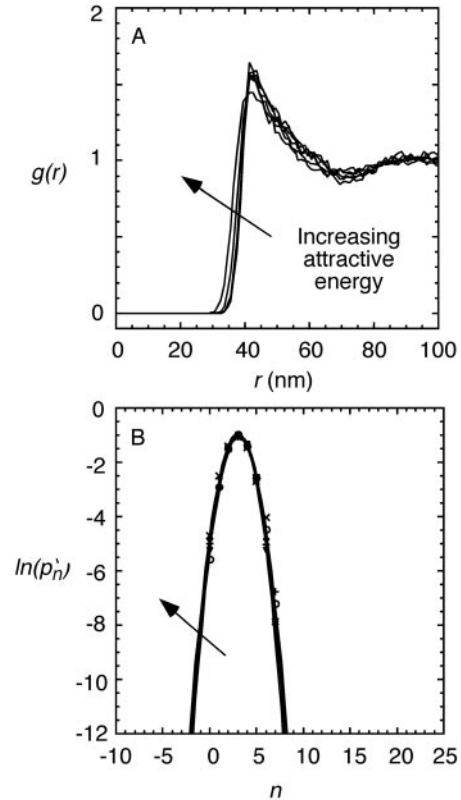 2
A
g(r)
1
Increasing
attractive
energy
0
0 20 40 60 80 100
r (nm)
0
B
-2
-4
ln(p`n)
-6
-8
-10
-12
-10 -5 0 5 10 15 20 25
n